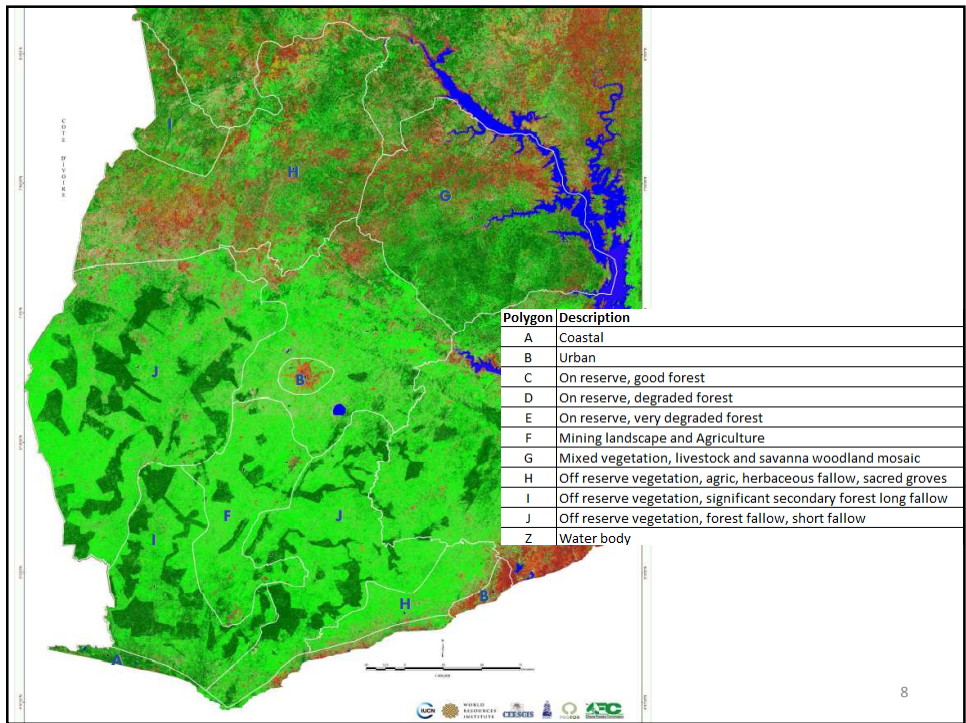 COTE D'IVOIRE
I
H
G
J
B
F
J
I
H
B
A
Polygon Description
A Coastal
B Urban
C On reserve, good forest
D On reserve, degraded forest
E On reserve, very degraded forest
F Mining landscape and Agriculture
G Mixed vegetation, livestock and savanna woodland mosaic
H Off reserve vegetation, agric, herbaceous fallow, sacred groves
I Off reserve vegetation, significant secondary forest long fallow
J Off reserve vegetation, forest fallow, short fallow
Z Water body
IUCN
WORLD
RESOURCES
INSTITUTE
CERSGIS
8